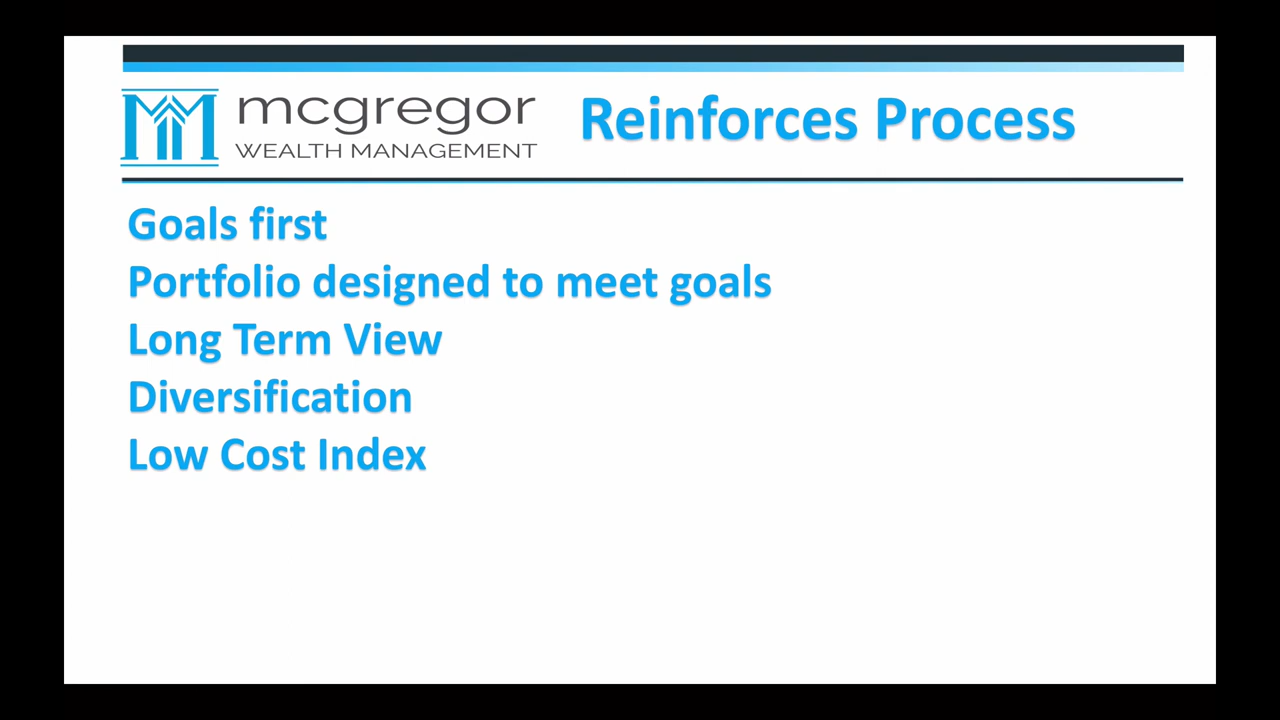 mcgregor
WEALTH MANAGEMENT
Reinforces Process
Goals first
Portfolio designed to meet goals
Long Term View
Diversification
Low Cost Index